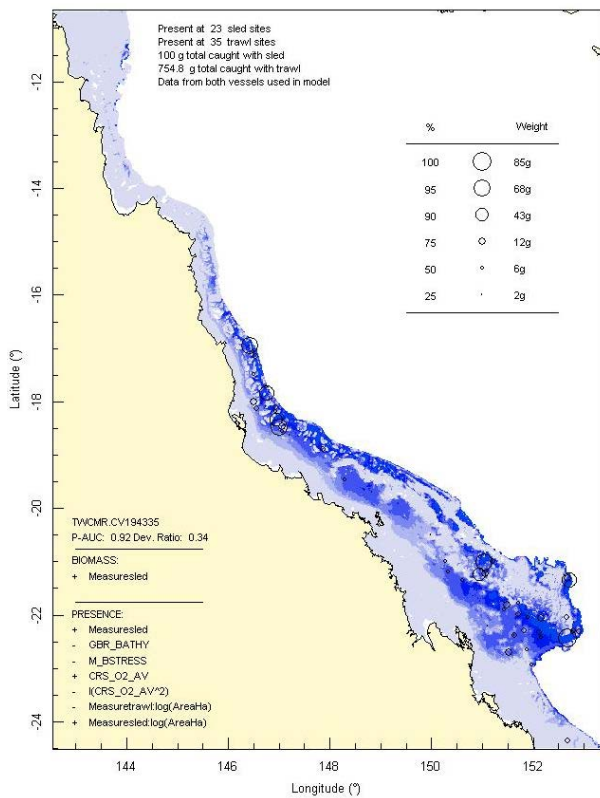 Present at 23 sled sites
Present at 35 trawl sites
100 g total caught with sled
754.8 g total caught with trawl
Data from both vessels used in model
% Weight
100 85g
95 68g
90 43g
75 12g
50 6g
25 2g
-12
-14
-16
-18
-20
-22
-24
Latitude (°)
TWCMR.CV194335
P-AUC: 0.92 Dev. Ratio: 0.34
BIOMASS:
+ Measuresled
PRESENCE:
+ Measuresled
- GBR_BATHY
- M_BSTRESS
+ CRS_O2_AV
- I(CRS_O2_AV^2)
- Measuretrawl:log(AreaHa)
+ Measuresled:log(AreaHa)
144 146 148 150 152
Longitude (°)